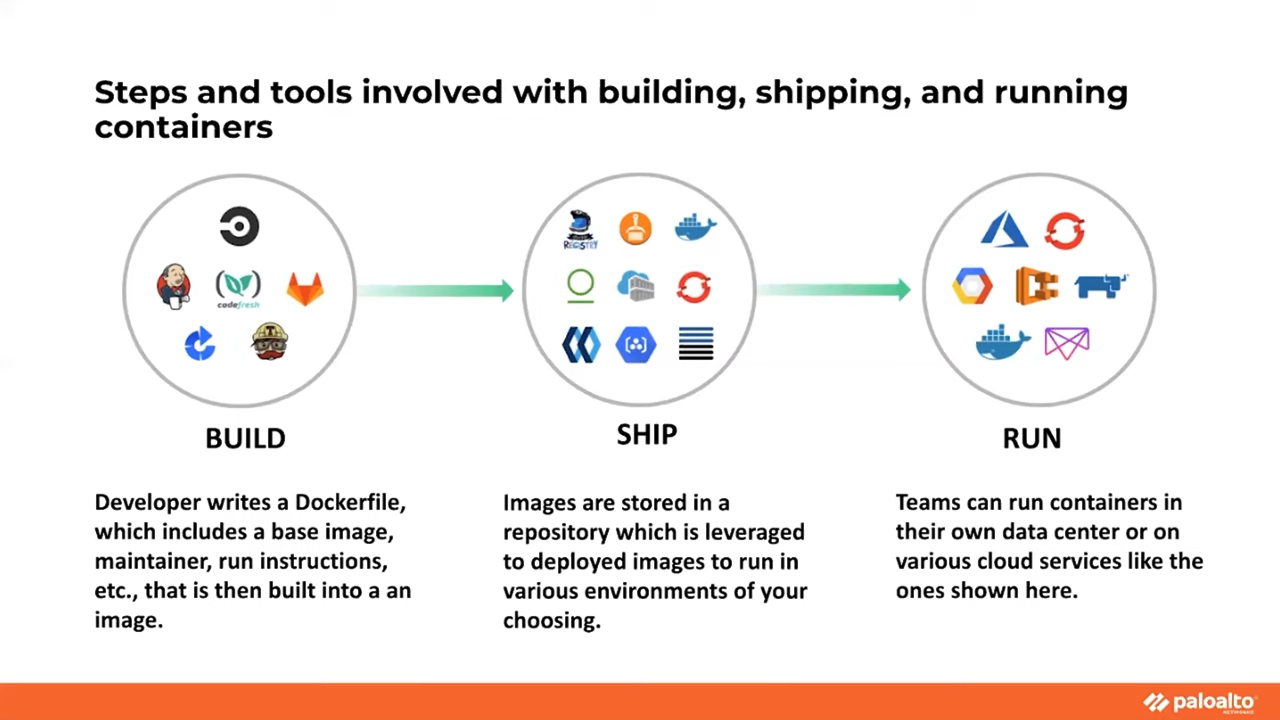 Steps and tools involved with building, shipping, and running
containers
codefresh
REGISTRY
BUILD
SHIP
RUN
Developer writes a Dockerfile,
which includes a base image,
maintainer, run instructions,
etc., that is then built into a an
image.
Images are stored in a
repository which is leveraged
to deployed images to run in
various environments of your
choosing.
Teams can run containers in
their own data center or on
various cloud services like the
ones shown here.
paloalto
NETWORKS